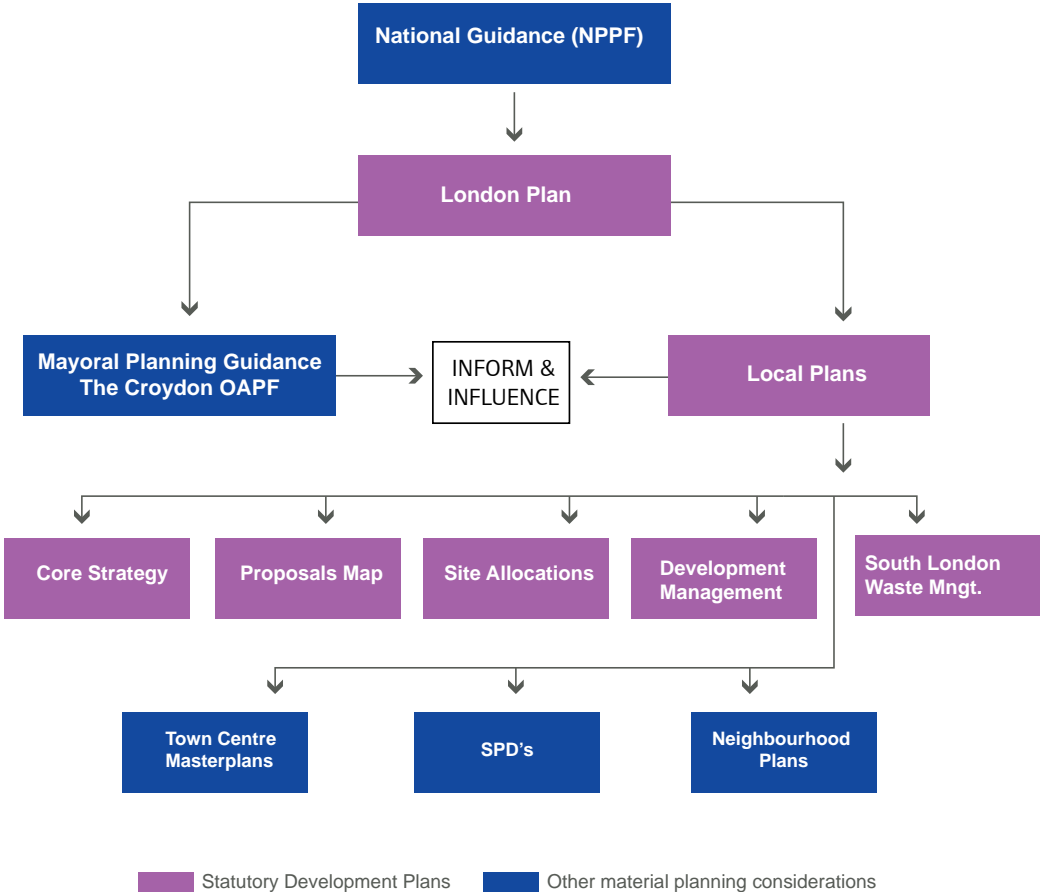 National Guidance (NPPF)
London Plan
Mayoral Planning Guidance
The Croydon OAPF
INFORM &
INFLUENCE
Local Plans
Core Strategy
Proposals Map
Site Allocations
Development
Management
South London
Waste Mngt.
Town Centre
Masterplans
SPD's
Neighbourhood
Plans
Statutory Development Plans
Other material planning considerations